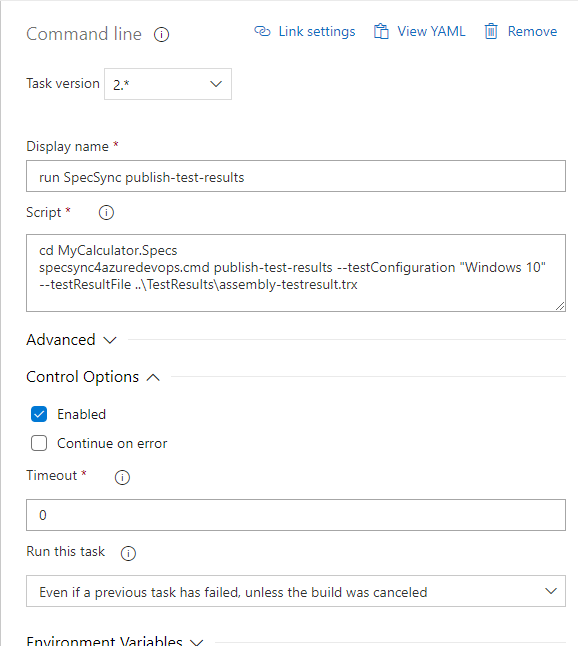 Command line
Link settings
View YAML
Remove
Task version
2.*
Display name *
run SpecSync publish-test-results
Script *
cd MyCalculator.Specs
specsync4azuredevops.cmd publish-test-results --testConfiguration "Windows 10"
--testResultFile ..\TestResults\assembly-testresult.trx
Advanced
Control Options
Enabled
Continue on error
Timeout *
0
Run this task
Even if a previous task has failed, unless the build was canceled
Environment Variables